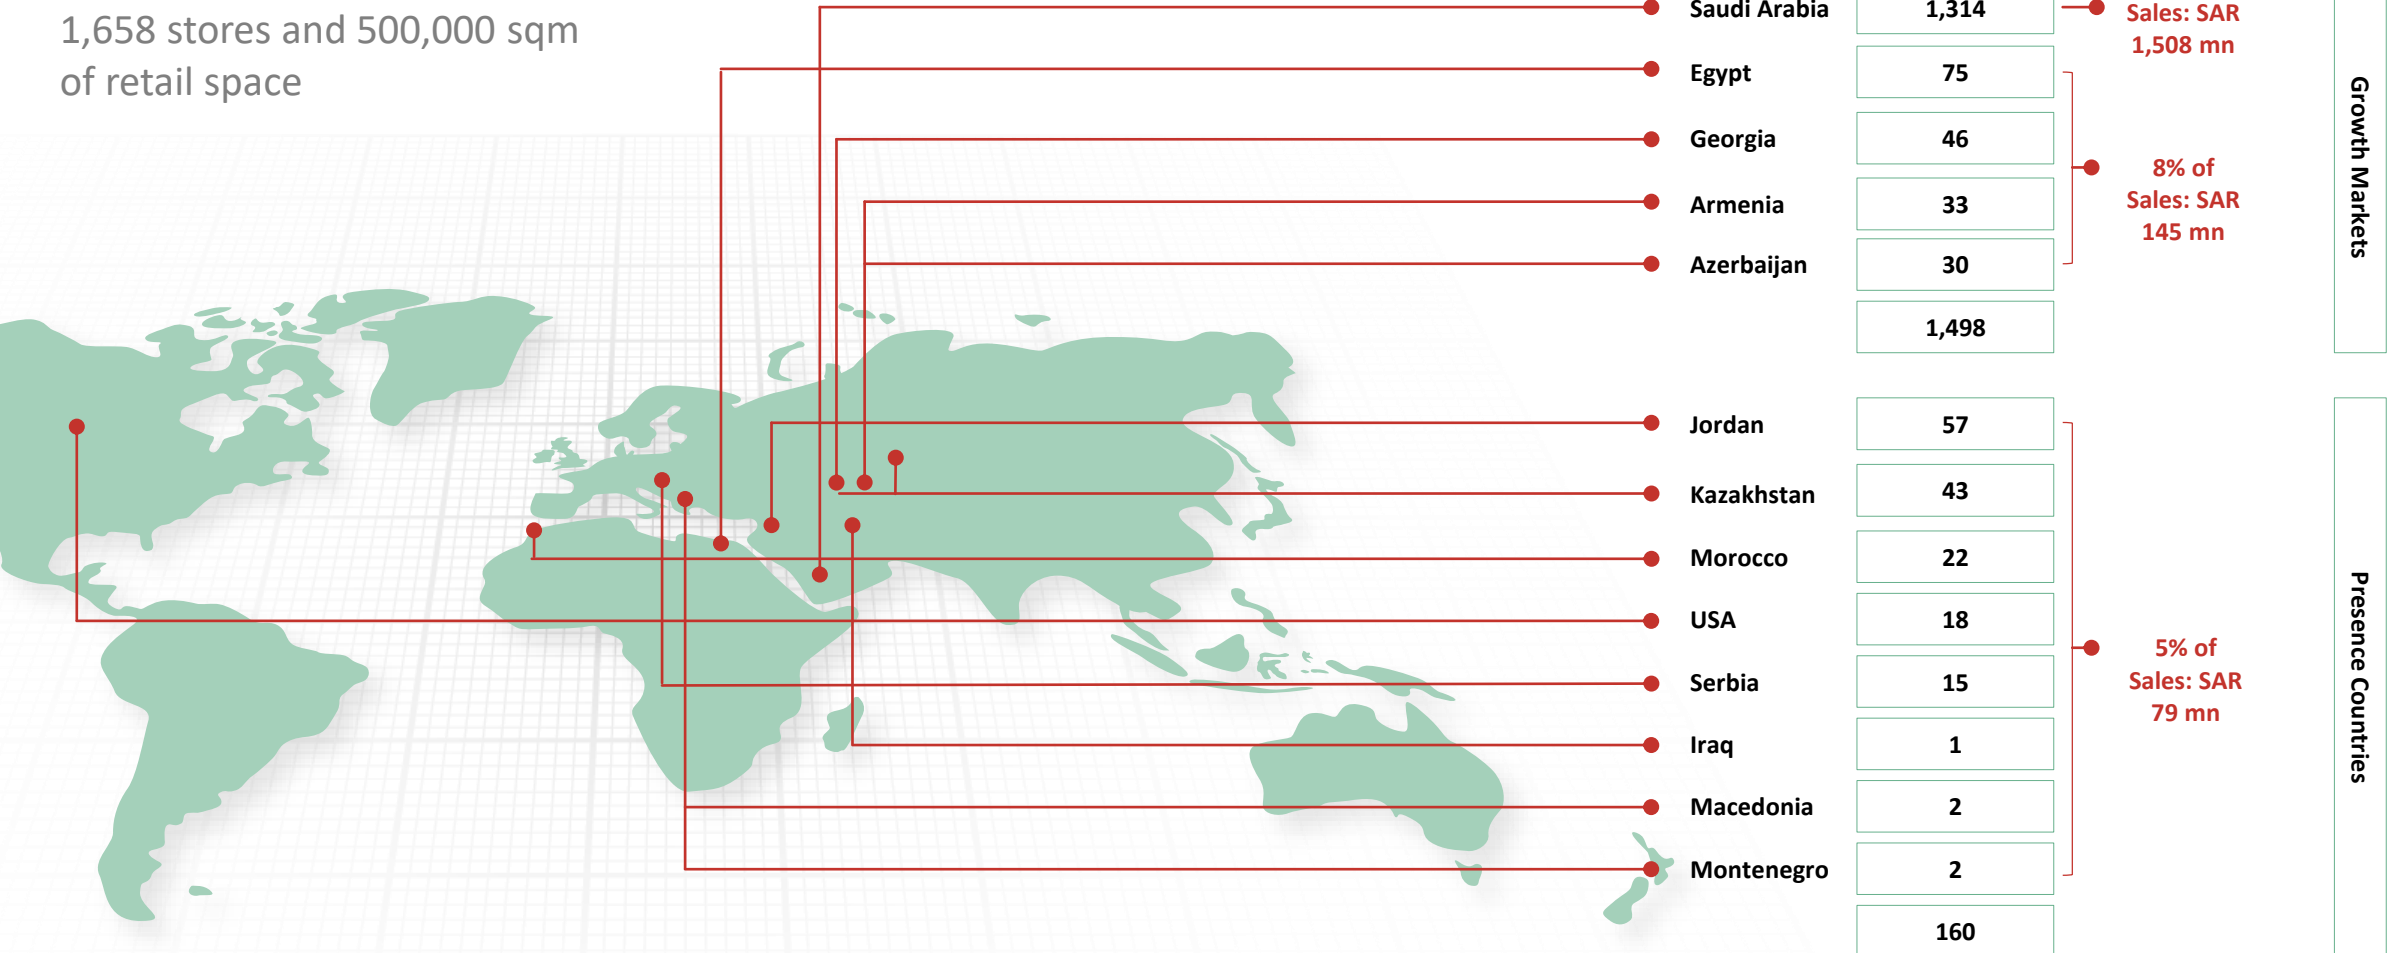 1,658 stores and 500,000 sqm
of retail space
Saudi Arabia 1,314
Sales: SAR
1,508 mn
Egypt 75
Georgia 46
Armenia 33
Azerbaijan 30
1,498
8% of
Sales: SAR
145 mn
Growth Markets
Jordan 57
Kazakhstan 43
Morocco 22
USA 18
Serbia 15
Iraq 1
Macedonia 2
Montenegro 2
160
5% of
Sales: SAR
79 mn
Presence Countries